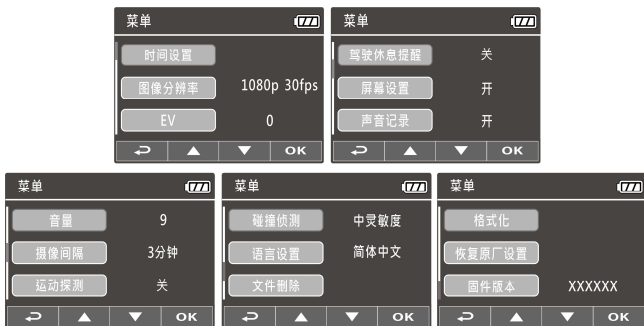 菜单
时间设置
图像分辨率 1080p 30fps
EV 0
OK
菜单
驾驶休息提醒 关
屏幕设置 开
声音记录 开
OK
菜单
音量 9
摄像间隔 3分钟
运动探测 关
OK
菜单
碰撞侦测 中灵敏度
语言设置 简体中文
文件删除
OK
菜单
格式化
恢复原厂设置
固件版本 XXXXXX
OK